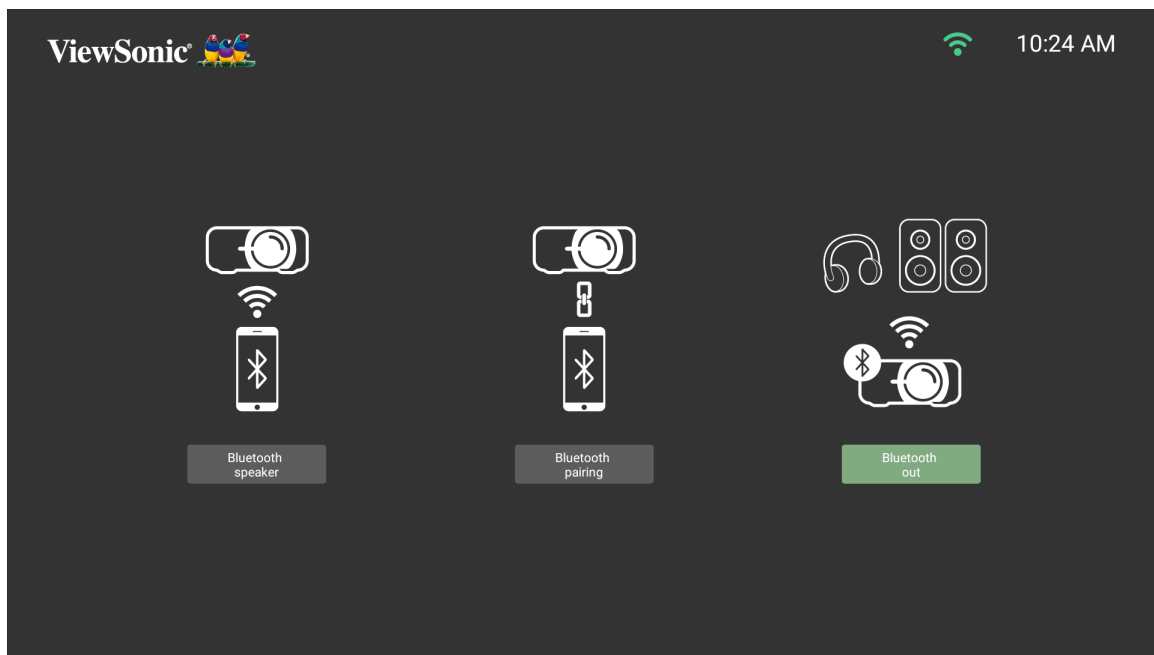 ViewSonic®
10:24 AM
Bluetooth
speaker
Bluetooth
pairing
Bluetooth
out